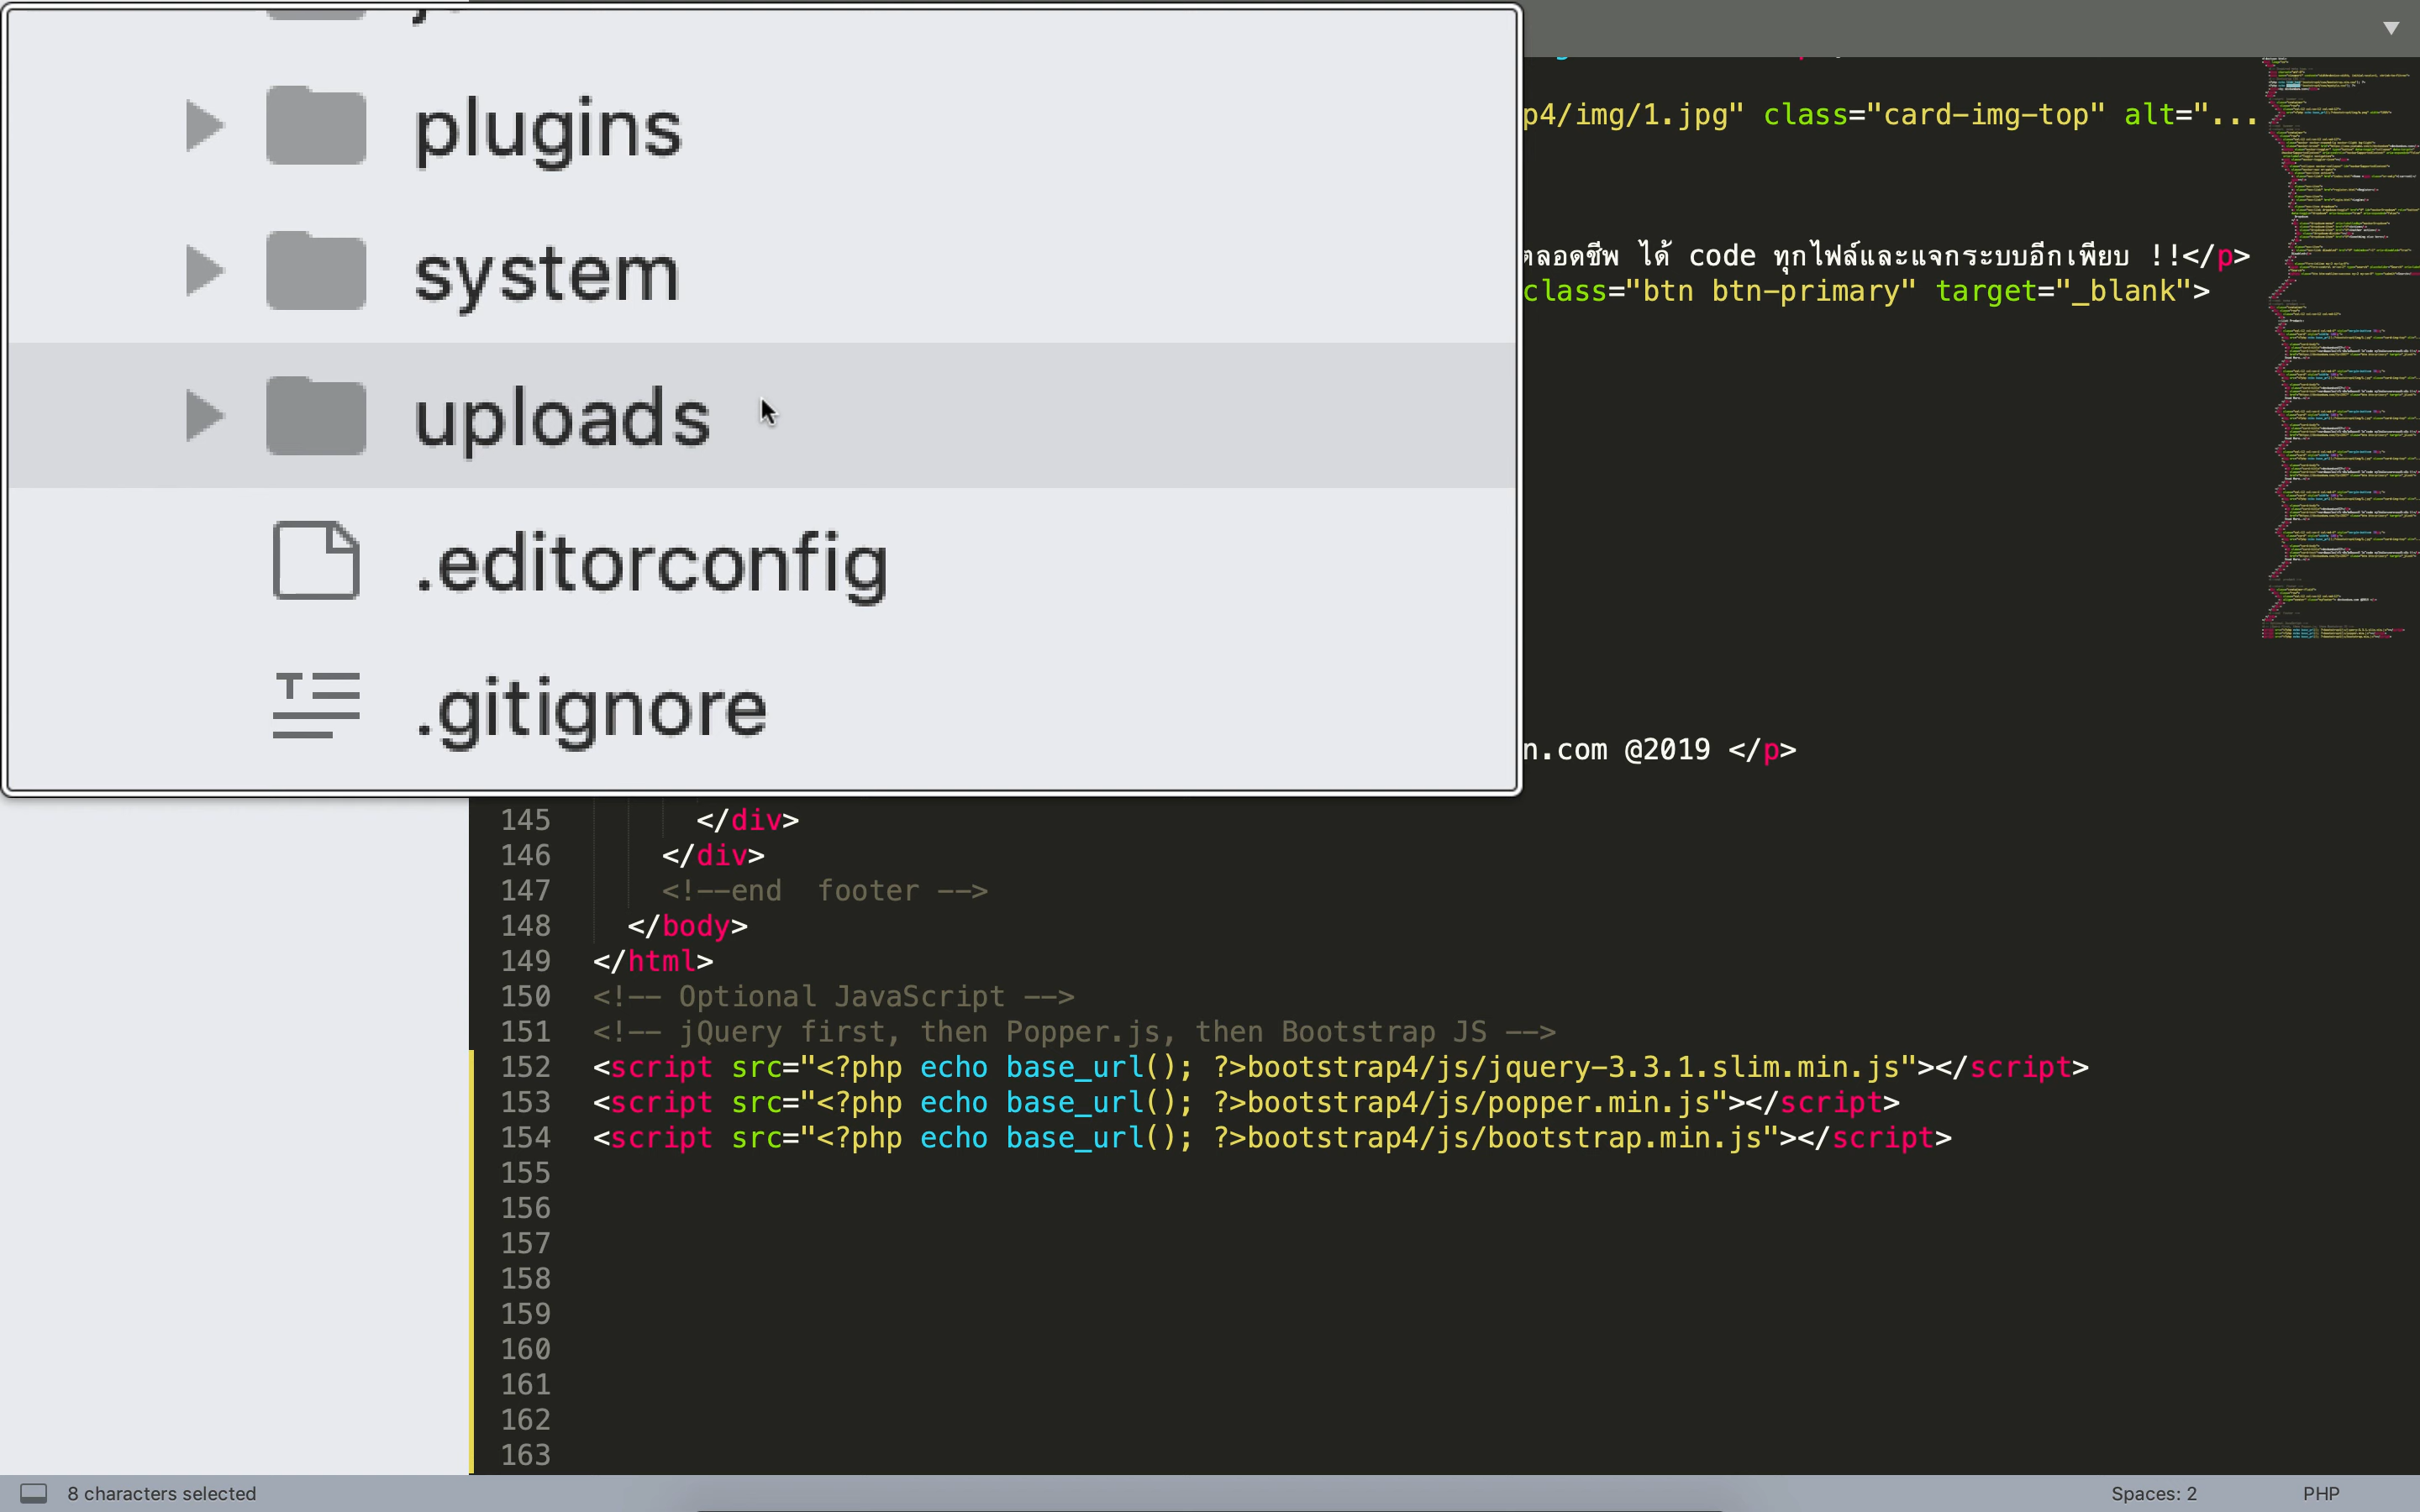 plugins
system
uploads
.editorconfig
.gitignore
p4/img/1.jpg" class="card-img-top" alt="...
ตลอดชีพ ได้ code ทุกไฟล์และแจกระบบอีกเพียบ !!</p>
class="btn btn-primary" target="_blank">
n.com @2019 </p>
145 </div>
146 </div>
147 <!--end  footer -->
148 </body>
149 </html>
150 <!-- Optional JavaScript -->
151 <!-- jQuery first, then Popper.js, then Bootstrap JS -->
152 <script src="<?php echo base_url(); ?>bootstrap4/js/jquery-3.3.1.slim.min.js"></script>
153 <script src="<?php echo base_url(); ?>bootstrap4/js/popper.min.js"></script>
154 <script src="<?php echo base_url(); ?>bootstrap4/js/bootstrap.min.js"></script>
155
156
157
158
159
160
161
162
163
8 characters selected
Spaces: 2
PHP